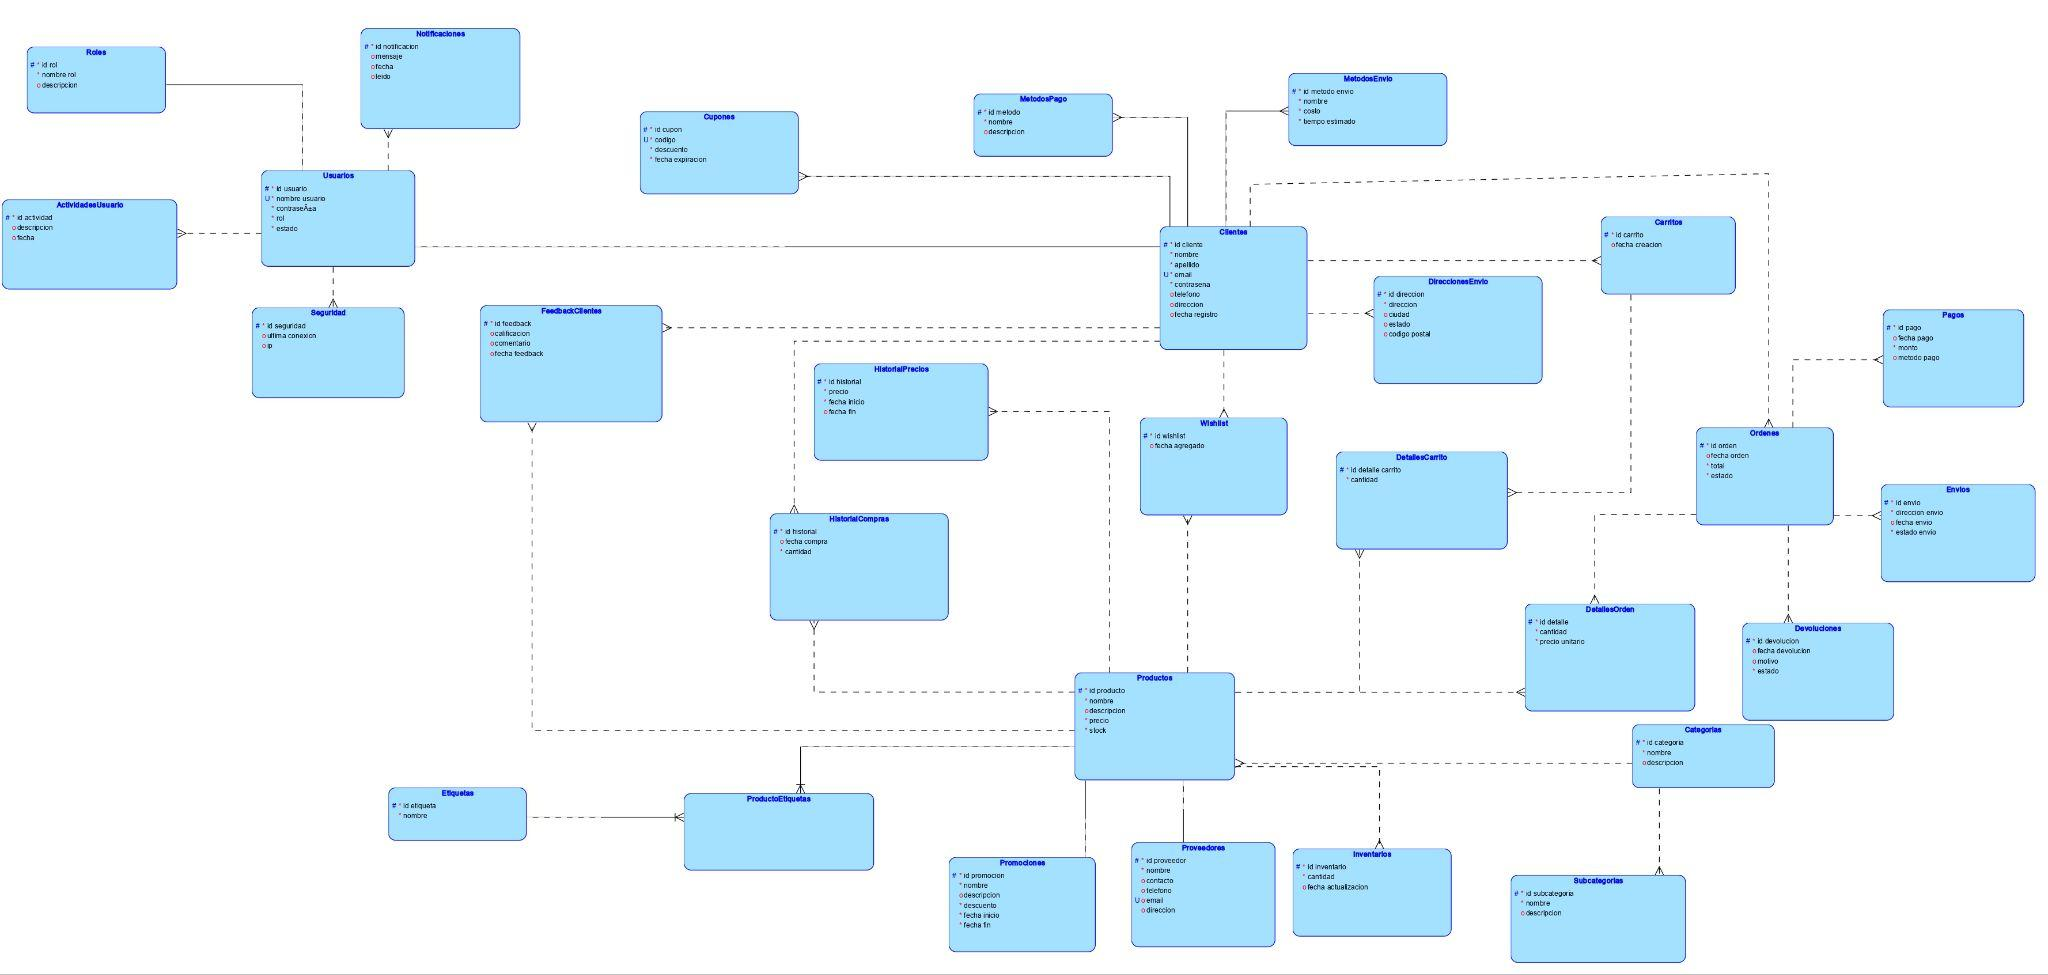 Roles
# * id rol
* nombre rol
o descripcion
Notificaciones
# * id notificacion
o mensaje
o fecha
o leido
Cupones
# * id cupon
U * codigo
* descuento
* fecha expiracion
MetodosPago
# * id metodo
* nombre
o descripcion
MetodosEnvio
# * id metodo envio
* nombre
* costo
* tiempo estimado
Usuarios
# * id usuario
U * nombre usuario
* contraseÃ±a
* rol
* estado
ActividadesUsuario
# * id actividad
o descripcion
o fecha
Seguridad
# * id seguridad
o ultima conexion
o ip
Clientes
# * id cliente
* nombre
* apellido
U * email
* contrasena
o telefono
o direccion
o fecha registro
Carritos
# * id carrito
o fecha creacion
DireccionesEnvio
# * id direccion
* direccion
o ciudad
o estado
o codigo postal
FeedbackClientes
# * id feedback
o calificacion
o comentario
o fecha feedback
HistorialPrecios
# * id historial
* precio
* fecha inicio
o fecha fin
Pagos
# * id pago
o fecha pago
* monto
o metodo pago
Wishlist
# * id wishlist
o fecha agregado
DetallesCarrito
# * id detalle carrito
* cantidad
Ordenes
# * id orden
o fecha orden
* total
* estado
Envios
# * id envio
* direccion envio
o fecha envio
* estado envio
HistorialCompras
# * id historial
o fecha compra
* cantidad
DetallesOrden
# * id detalle
* cantidad
* precio unitario
Devoluciones
# * id devolucion
o fecha devolucion
o motivo
* estado
Productos
# * id producto
* nombre
o descripcion
* precio
* stock
Categorias
# * id categoria
* nombre
o descripcion
Etiquetas
# * id etiqueta
* nombre
ProductoEtiquetas
Promociones
# * id promocion
* nombre
o descripcion
* descuento
* fecha inicio
* fecha fin
Proveedores
# * id proveedor
* nombre
o contacto
o telefono
U o email
o direccion
Inventarios
# * id inventario
* cantidad
o fecha actualizacion
Subcategorias
# * id subcategoria
* nombre
o descripcion